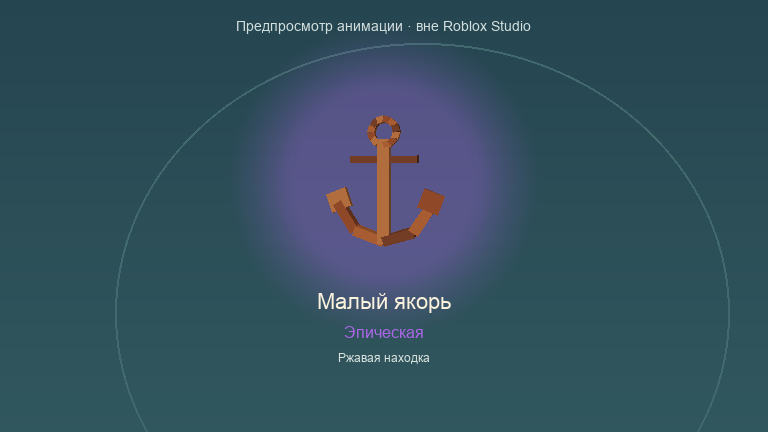 Предпросмотр анимации · вне Roblox Studio
Малый якорь
Эпическая
Ржавая находка